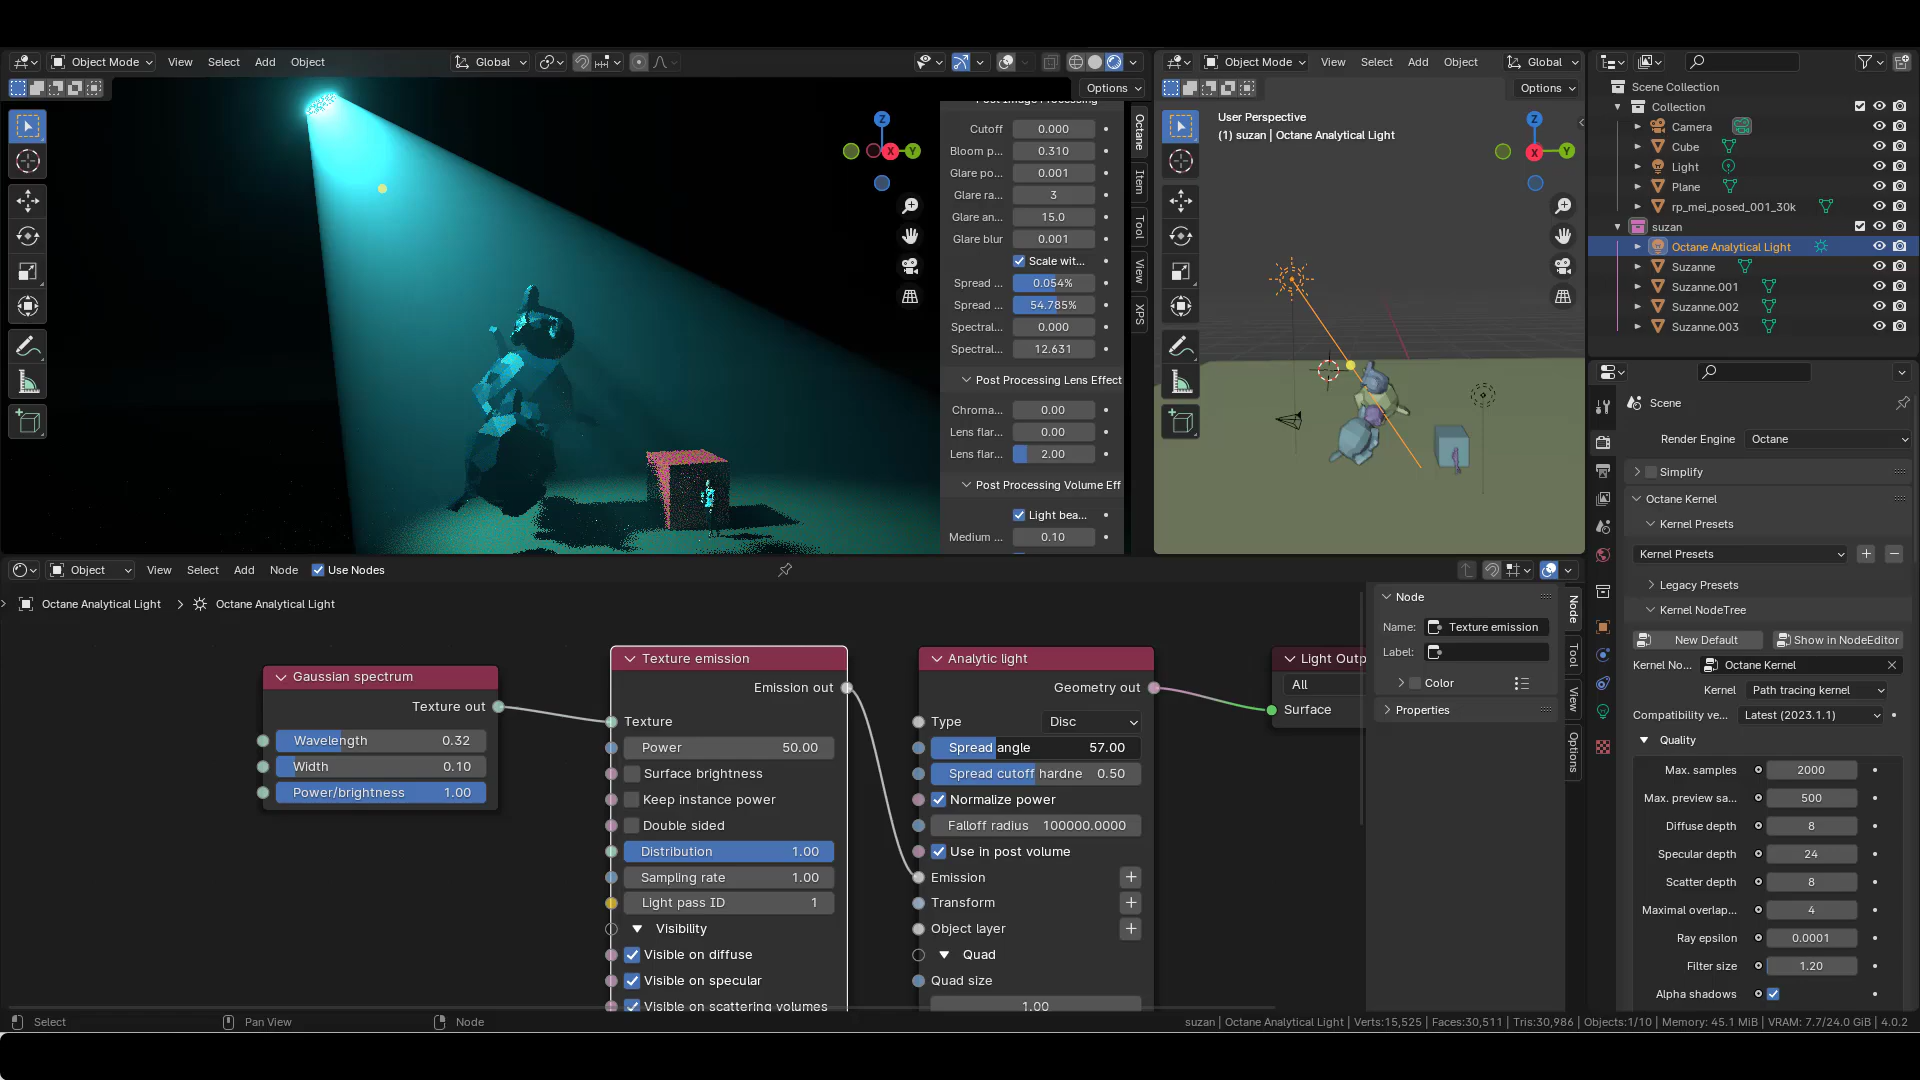 Object Mode
View
Select
Add
Object
Global
Options
Z
X
Y
Cutoff
0.000
Bloom p...
0.310
Glare po...
0.001
Glare ra...
3
Glare an...
15.0
Glare blur
0.001
Scale wit...
Spread ...
0.054%
Spread ...
54.785%
Spectral...
0.000
Spectral...
12.631
Post Processing Lens Effect
Chroma...
0.00
Lens flar...
0.00
Lens flar...
2.00
Post Processing Volume Eff
Light bea...
Medium ...
0.10
Octane
Item
Tool
View
XPS
Object Mode
View
Select
Add
Object
Global
Options
User Perspective
(1) suzan | Octane Analytical Light
Z
X
Y
Scene Collection
Collection
Camera
Cube
Light
Plane
rp_mei_posed_001_30k
suzan
Octane Analytical Light
Suzanne
Suzanne.001
Suzanne.002
Suzanne.003
Scene
Render Engine
Octane
Simplify
Octane Kernel
Kernel Presets
Kernel Presets
Legacy Presets
Kernel NodeTree
New Default
Show in NodeEditor
Kernel No...
Octane Kernel
Kernel
Path tracing kernel
Compatibility ve...
Latest (2023.1.1)
Quality
Max. samples
2000
Max. preview sa...
500
Diffuse depth
8
Specular depth
24
Scatter depth
8
Maximal overlap...
4
Ray epsilon
0.0001
Filter size
1.20
Alpha shadows
Object
View
Select
Add
Node
Use Nodes
Octane Analytical Light
Octane Analytical Light
Gaussian spectrum
Texture out
Wavelength
0.32
Width
0.10
Power/brightness
1.00
Texture emission
Emission out
Texture
Power
50.00
Surface brightness
Keep instance power
Double sided
Distribution
1.00
Sampling rate
1.00
Light pass ID
1
Visibility
Visible on diffuse
Visible on specular
Visible on scattering volumes
Analytic light
Geometry out
Type
Disc
Spread angle
57.00
Spread cutoff hardne
0.50
Normalize power
Falloff radius
100000.0000
Use in post volume
Emission
Transform
Object layer
Quad
Quad size
1.00
Light Outp
All
Surface
Node
Name:
Texture emission
Label:
Color
Properties
Node
Tool
View
Options
Select
Pan View
Node
suzan | Octane Analytical Light | Verts:15,525 | Faces:30,511 | Tris:30,986 | Objects:1/10 | Memory: 45.1 MiB | VRAM: 7.7/24.0 GiB | 4.0.2